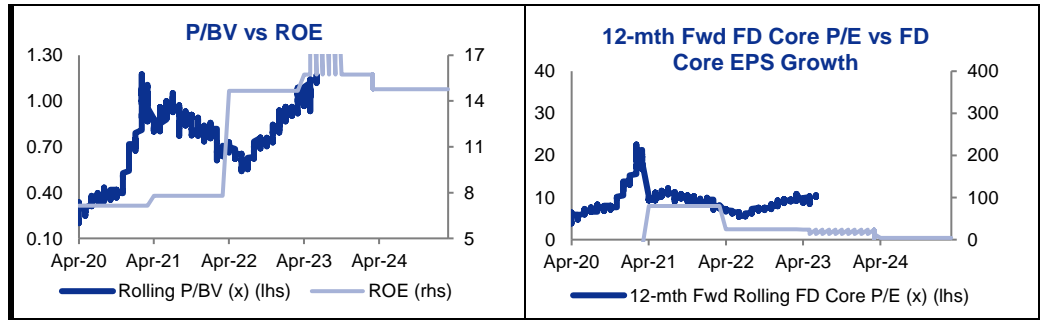 P/BV vs ROE
1.30
1.00
0.70
0.40
0.10
17
14
11
8
5
Apr-20 Apr-21 Apr-22 Apr-23 Apr-24
Rolling P/BV (x) (lhs) ROE (rhs)
12-mth Fwd FD Core P/E vs FD
Core EPS Growth
40
30
20
10
0
400
300
200
100
0
Apr-20 Apr-21 Apr-22 Apr-23 Apr-24
12-mth Fwd Rolling FD Core P/E (x) (lhs)